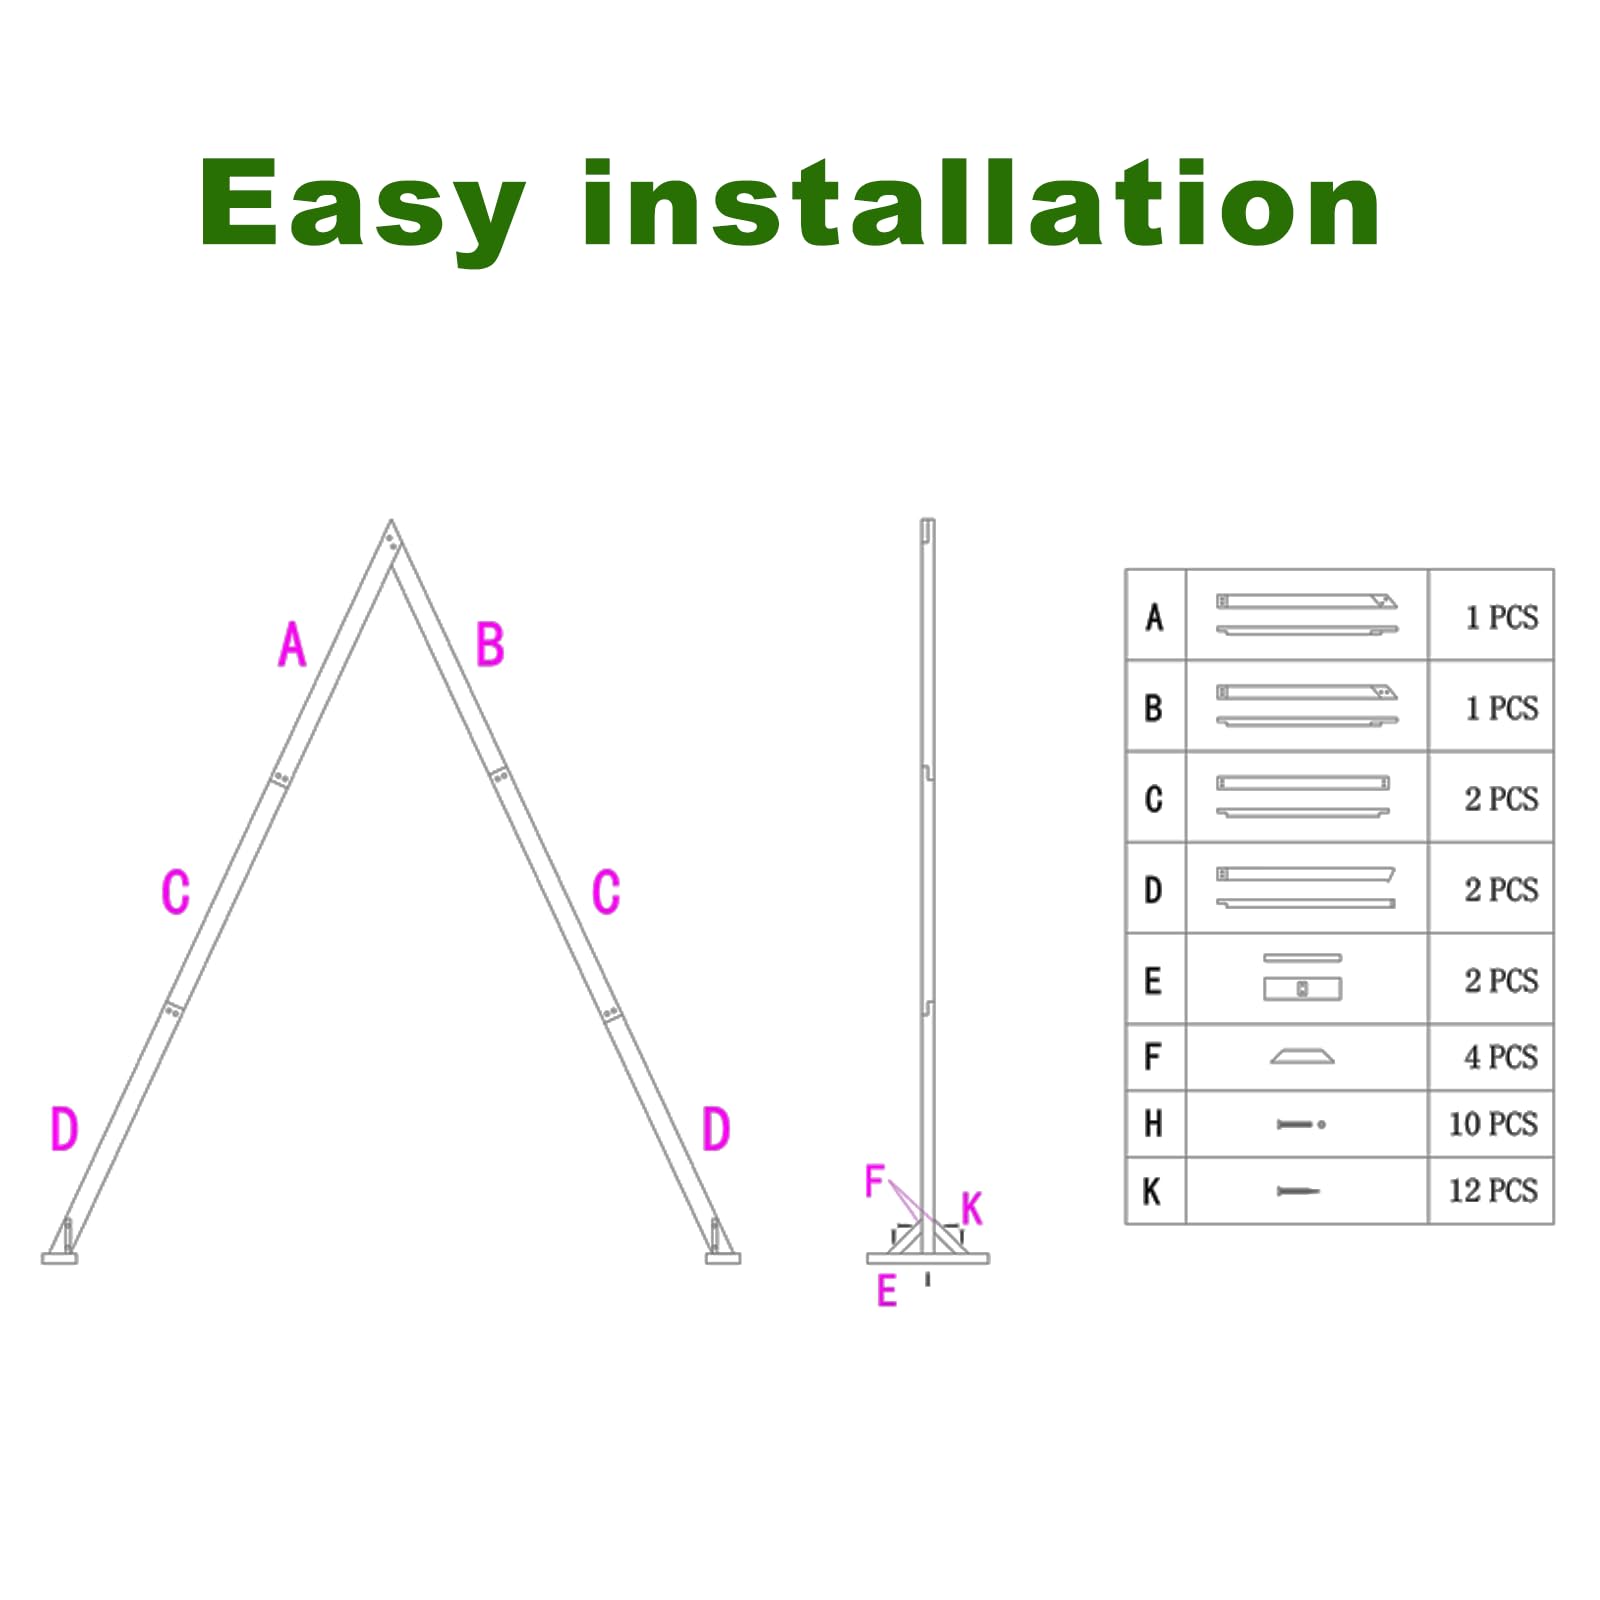 Easy installation
A
B
C
C
D
D
F
K
E
A 1 PCS
B 1 PCS
C 2 PCS
D 2 PCS
E 2 PCS
F 4 PCS
H 10 PCS
K 12 PCS